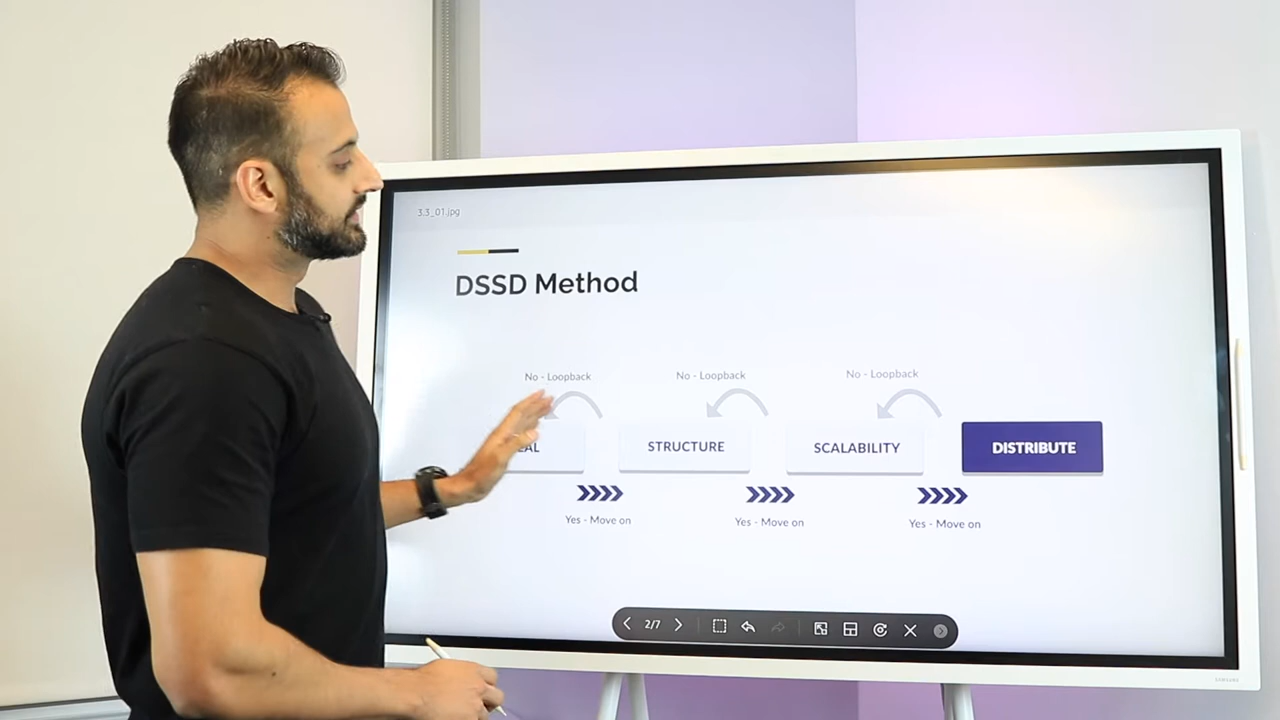 3.3_01.jpg
DSSD Method
No - Loopback
No - Loopback
No - Loopback
STRUCTURE
SCALABILITY
DISTRIBUTE
Yes - Move on
Yes - Move on
Yes - Move on
2/7
SAMSUNG